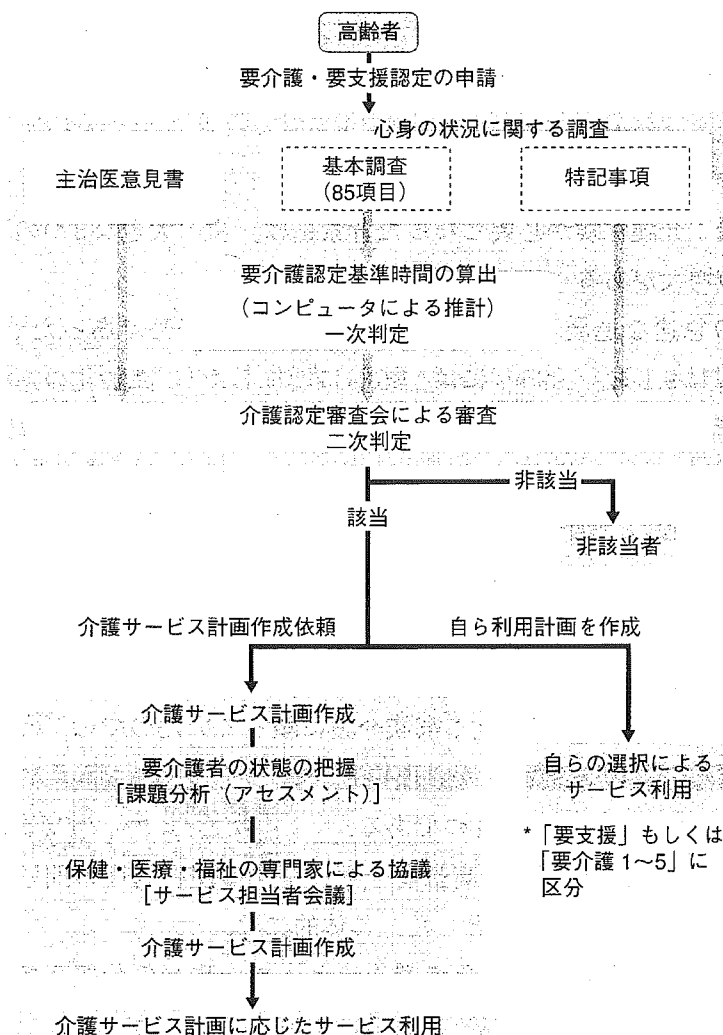 高齢者
要介護・要支援認定の申請
心身の状況に関する調査
主治医意見書
基本調査
(85項目)
特記事項
要介護認定基準時間の算出
(コンピュータによる推計)
一次判定
介護認定審査会による審査
二次判定
非該当
該当
非該当者
介護サービス計画作成依頼
自ら利用計画を作成
介護サービス計画作成
要介護者の状態の把握
[課題分析(アセスメント)]
保健・医療・福祉の専門家による協議
[サービス担当者会議]
介護サービス計画作成
介護サービス計画に応じたサービス利用
自らの選択による
サービス利用
*「要支援」もしくは
「要介護1~5」に
区分